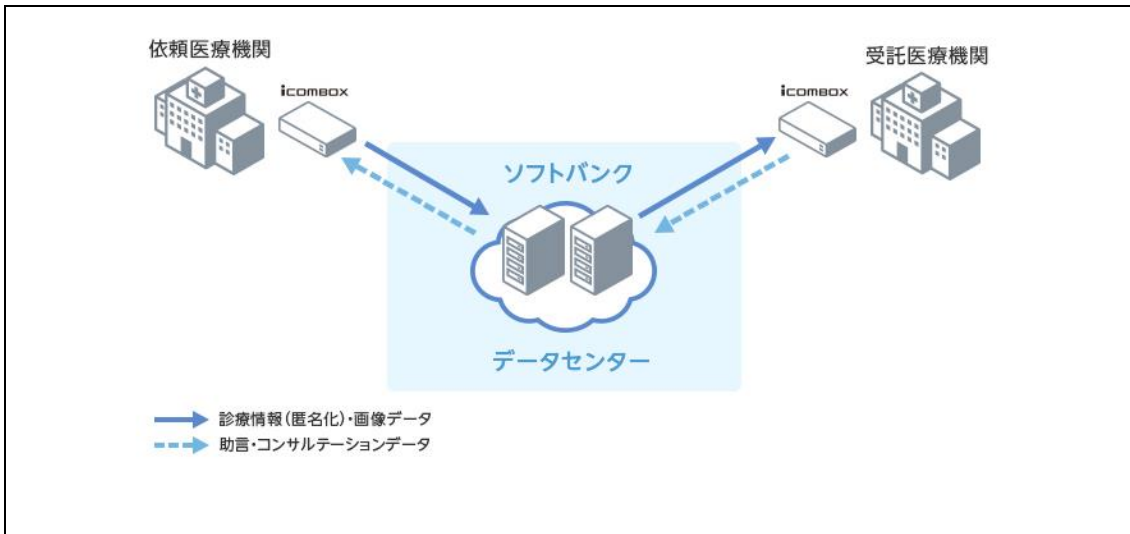 依頼医療機関
icomBOX
受託医療機関
icomBOX
ソフトバンク
データセンター
診療情報(匿名化)・画像データ
助言・コンサルテーションデータ